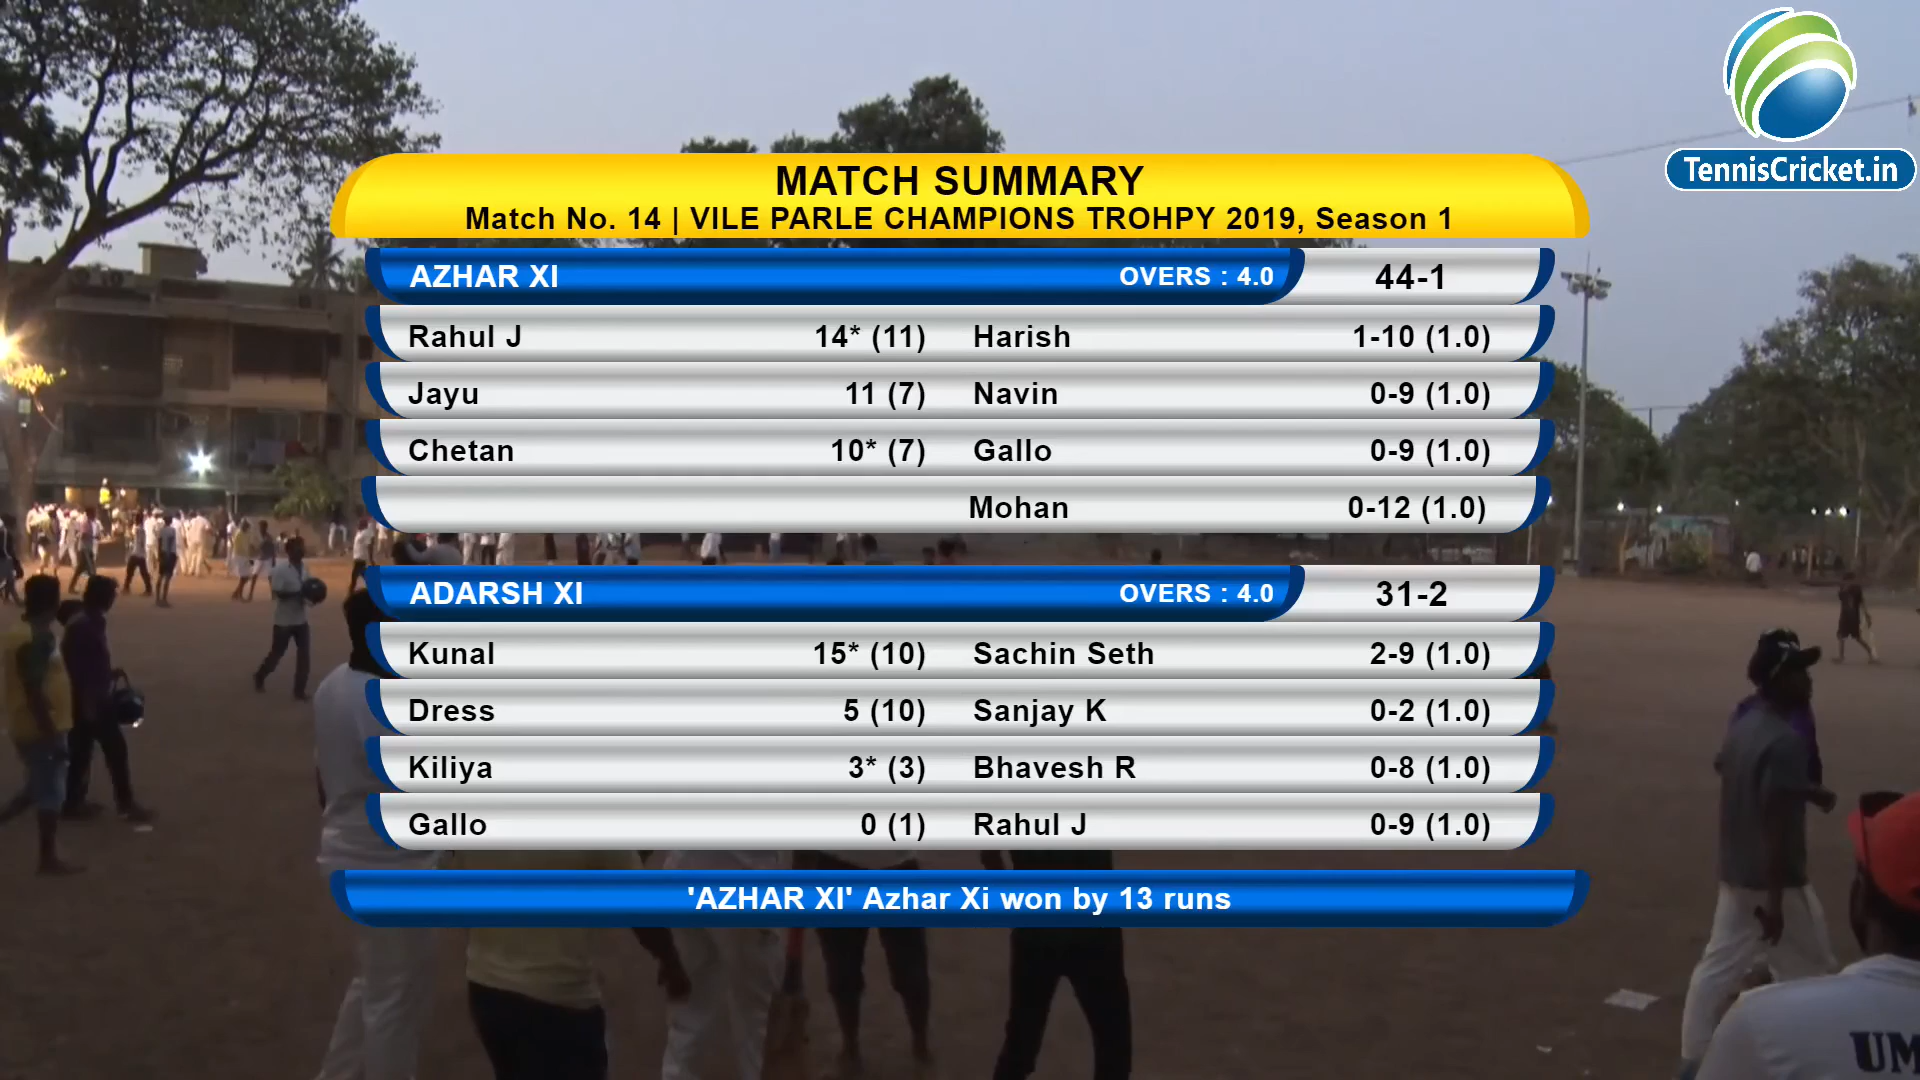 TennisCricket.in
MATCH SUMMARY
Match No. 14 | VILE PARLE CHAMPIONS TROHPY 2019, Season 1
AZHAR XI OVERS : 4.0 44-1
Rahul J 14* (11) Harish 1-10 (1.0)
Jayu 11 (7) Navin 0-9 (1.0)
Chetan 10* (7) Gallo 0-9 (1.0)
Mohan 0-12 (1.0)
ADARSH XI OVERS : 4.0 31-2
Kunal 15* (10) Sachin Seth 2-9 (1.0)
Dress 5 (10) Sanjay K 0-2 (1.0)
Kiliya 3* (3) Bhavesh R 0-8 (1.0)
Gallo 0 (1) Rahul J 0-9 (1.0)
'AZHAR XI' Azhar Xi won by 13 runs